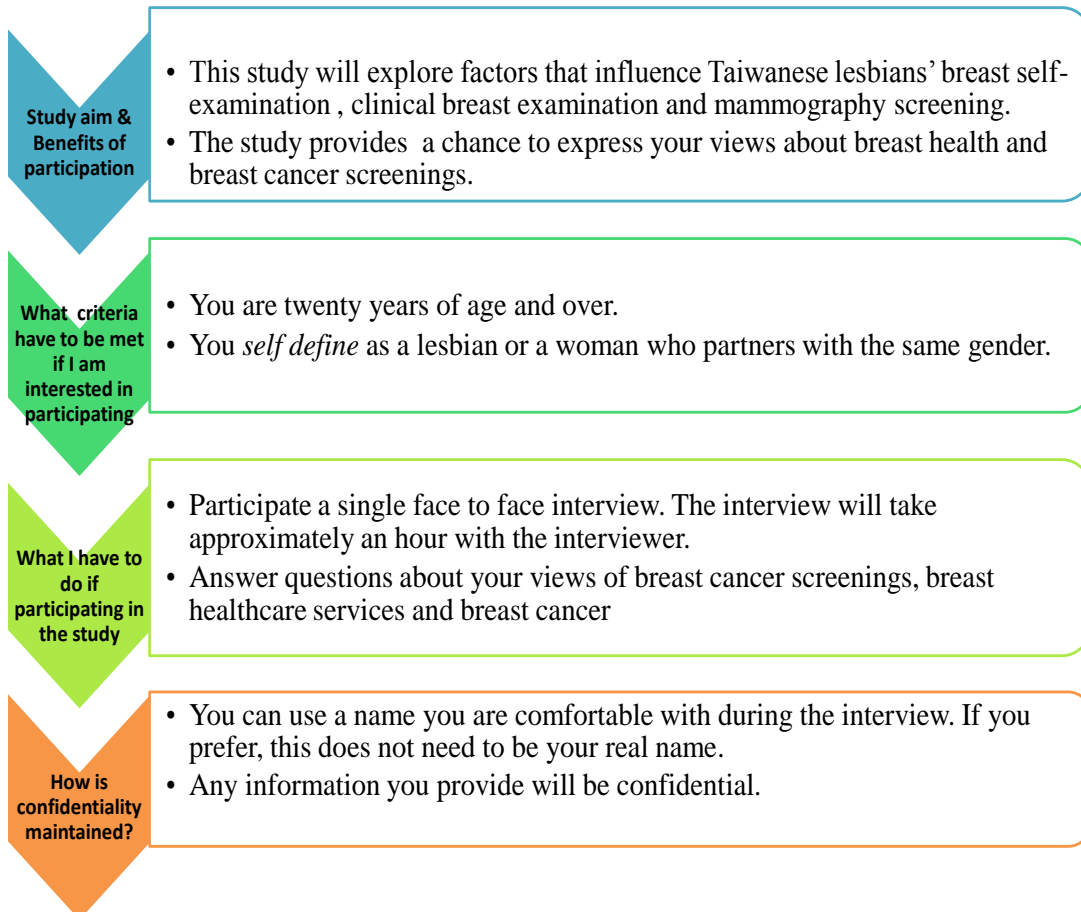 Study aim &
Benefits of
participation
• This study will explore factors that influence Taiwanese lesbians’ breast self-
examination , clinical breast examination and mammography screening.
• The study provides  a chance to express your views about breast health and
breast cancer screenings.
What  criteria
have to be met
if I am
interested in
participating
• You are twenty years of age and over.
• You self define as a lesbian or a woman who partners with the same gender.
What I have to
do if
participating in
the study
• Participate a single face to face interview. The interview will take
approximately an hour with the interviewer.
• Answer questions about your views of breast cancer screenings, breast
healthcare services and breast cancer
How is
confidentiality
maintained?
• You can use a name you are comfortable with during the interview. If you
prefer, this does not need to be your real name.
• Any information you provide will be confidential.